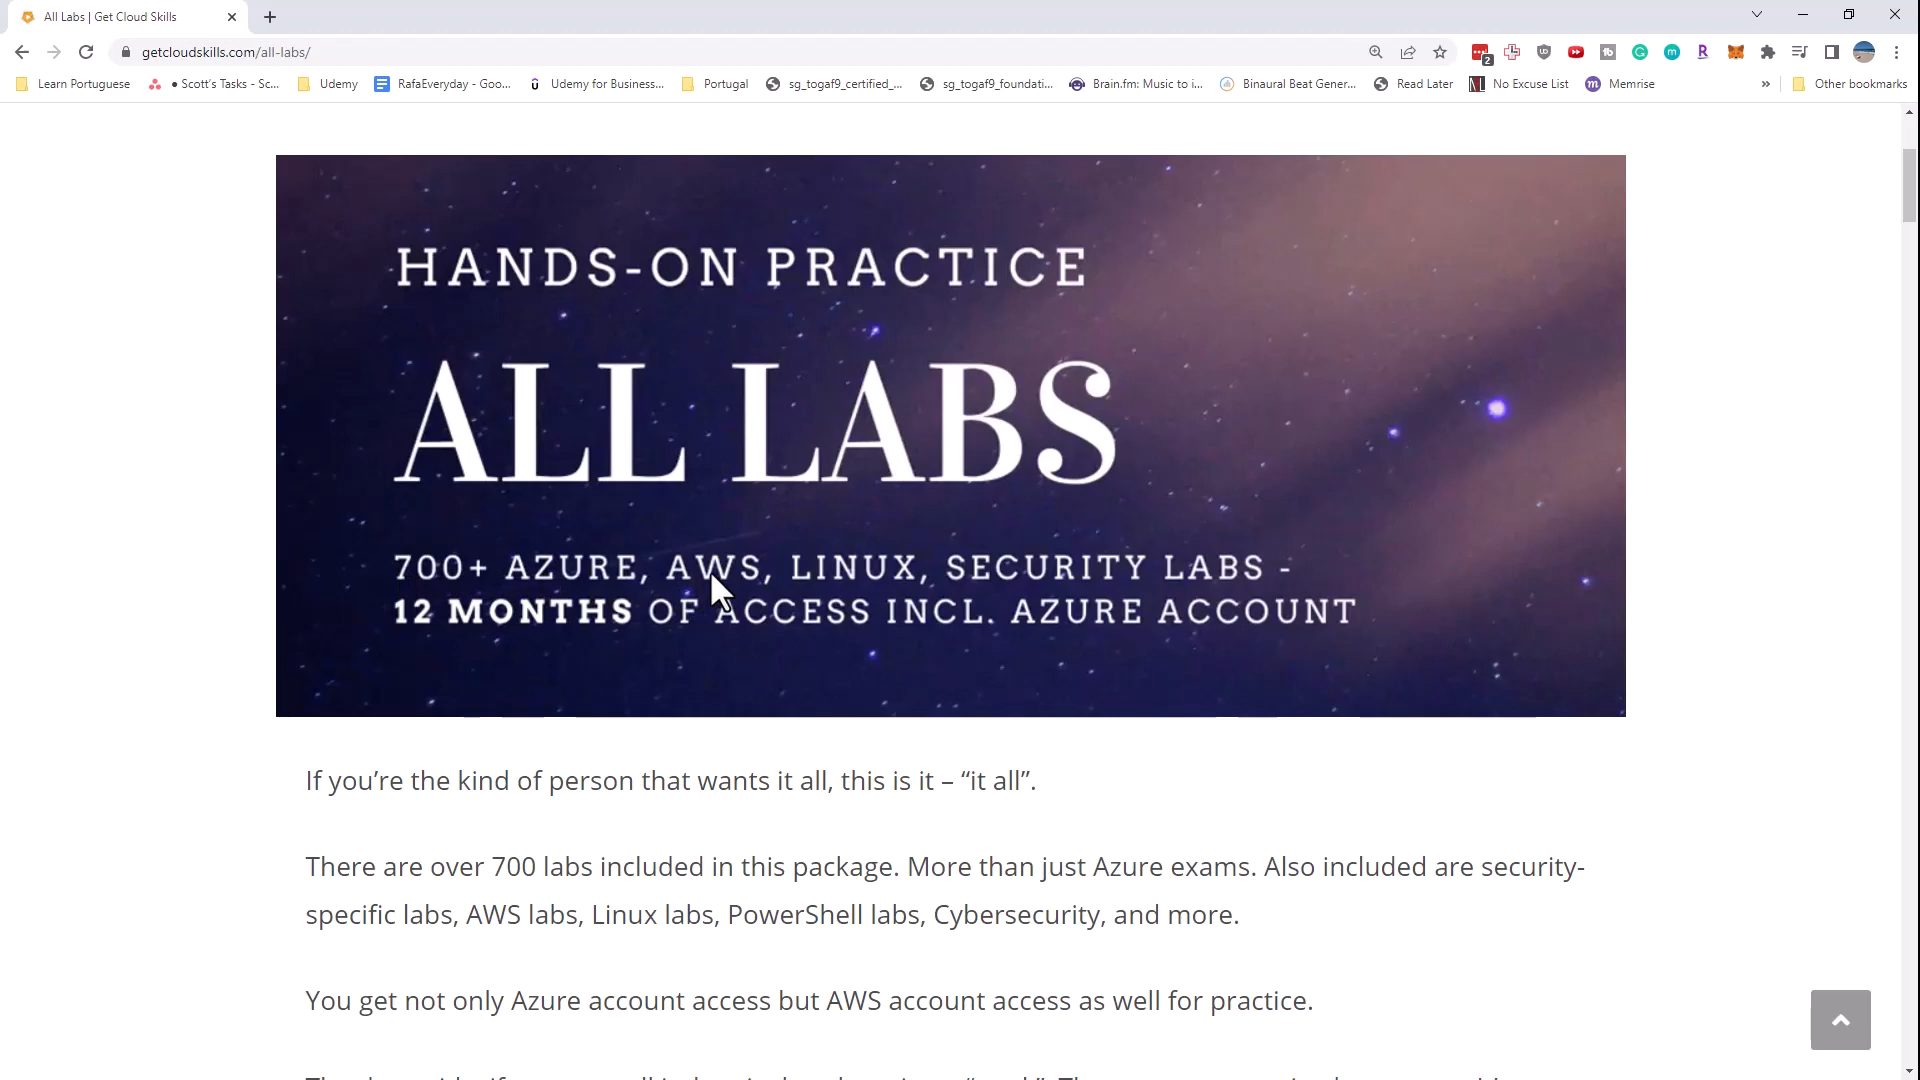 All Labs | Get Cloud Skills
getcloudskills.com/all-labs/
2
Learn Portuguese
• Scott's Tasks - Sc...
Udemy
RafaEveryday - Goo...
Udemy for Business...
Portugal
sg_togaf9_certified_...
sg_togaf9_foundati...
Brain.fm: Music to i...
Binaural Beat Gener...
Read Later
No Excuse List
Memrise
»
Other bookmarks
HANDS-ON PRACTICE
ALL LABS
700+ AZURE, AWS, LINUX, SECURITY LABS -
12 MONTHS OF ACCESS INCL. AZURE ACCOUNT
If you’re the kind of person that wants it all, this is it – “it all”.
There are over 700 labs included in this package. More than just Azure exams. Also included are security-
specific labs, AWS labs, Linux labs, PowerShell labs, Cybersecurity, and more.
You get not only Azure account access but AWS account access as well for practice.